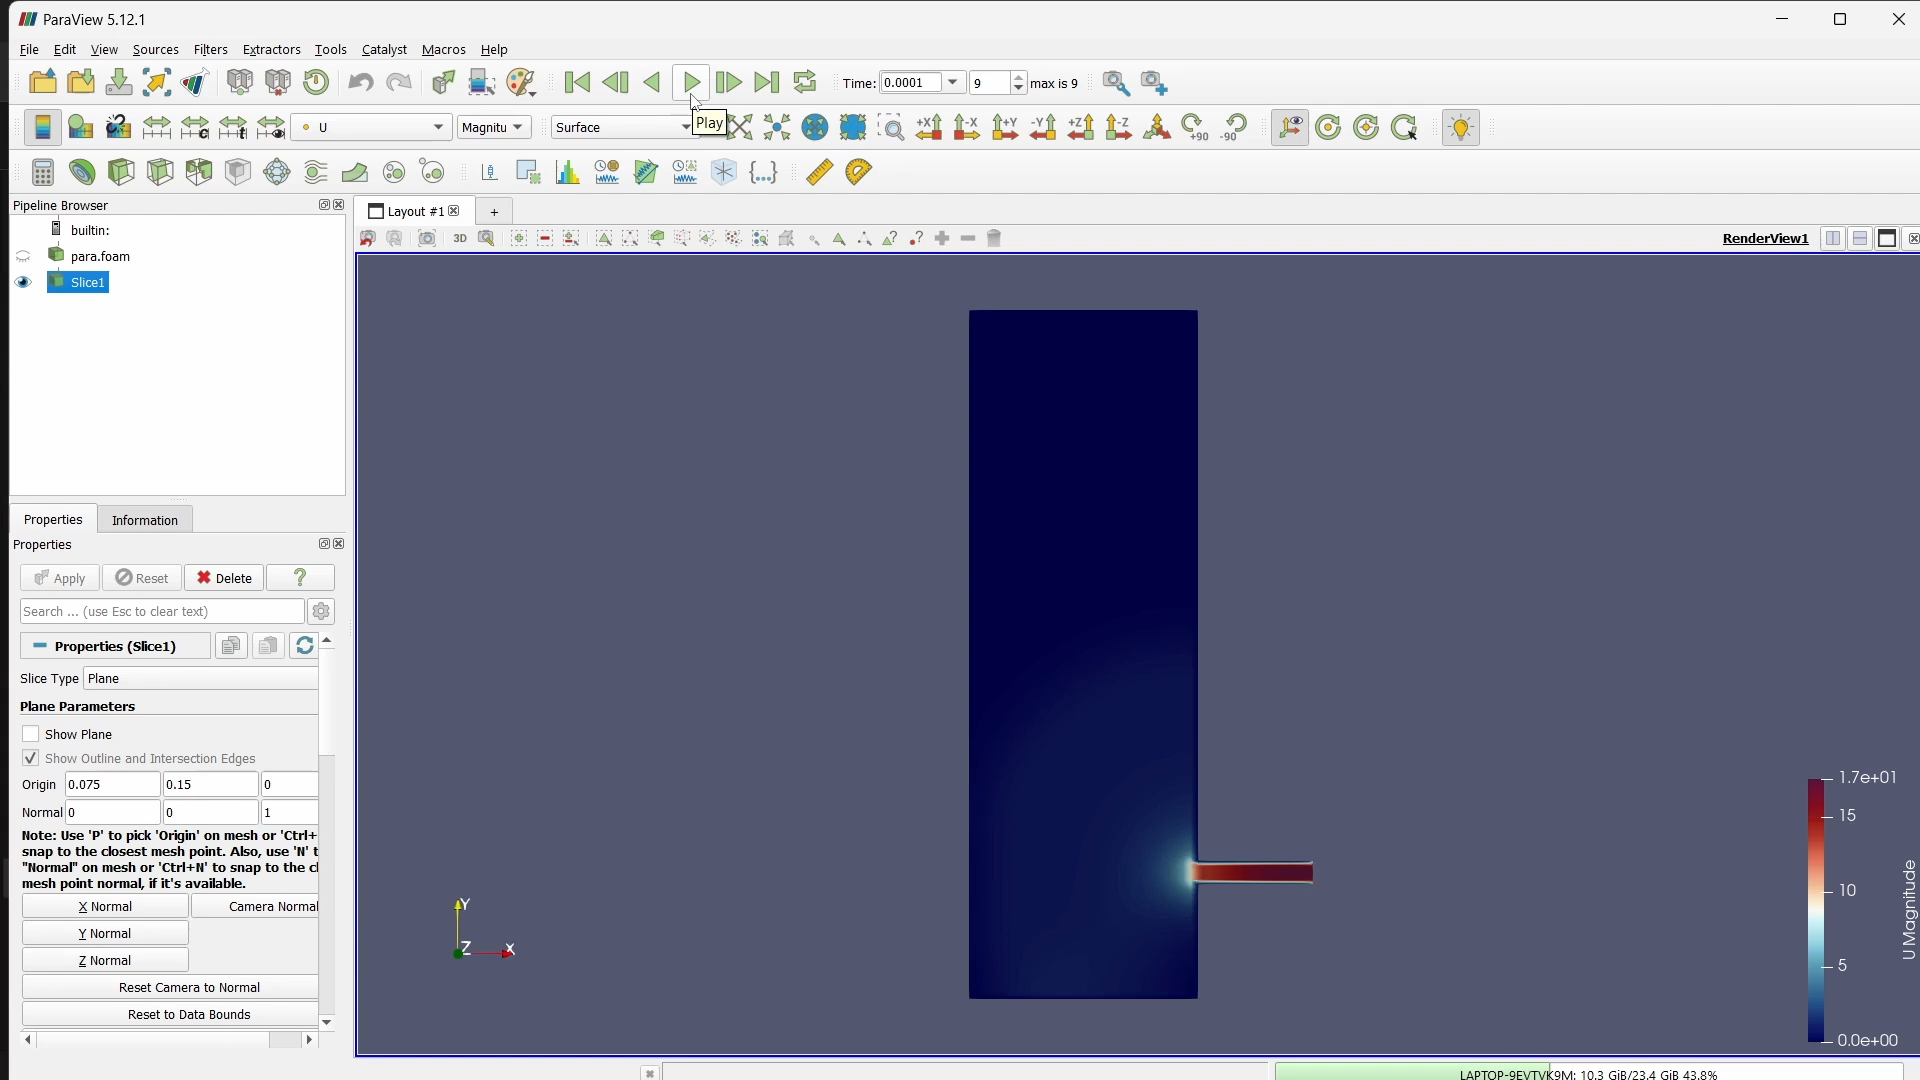 ParaView 5.12.1
File Edit View Sources Filters Extractors Tools Catalyst Macros Help
Time: 0.0001 9 max is 9
U Magnitu Surface +X -X +Y -Y +Z -Z +90 -90
Play
Pipeline Browser
Layout #1 +
3D RenderView1
builtin:
para.foam
Slice1
Properties Information
Properties
Apply Reset Delete ?
Search ... (use Esc to clear text)
Properties (Slice1)
Slice Type Plane
Plane Parameters
Show Plane
Show Outline and Intersection Edges
Origin 0.075 0.15 0
Normal 0 0 1
Note: Use 'P' to pick 'Origin' on mesh or 'Ctrl+
snap to the closest mesh point. Also, use 'N' t
"Normal" on mesh or 'Ctrl+N' to snap to the cl
mesh point normal, if it's available.
X Normal Camera Normal
Y Normal
Z Normal
Reset Camera to Normal
Reset to Data Bounds
Y
Z X
1.7e+01
15
10
5
0.0e+00
U Magnitude
LAPTOP-9EVTVK9M: 10.3 GiB/23.4 GiB 43.8%